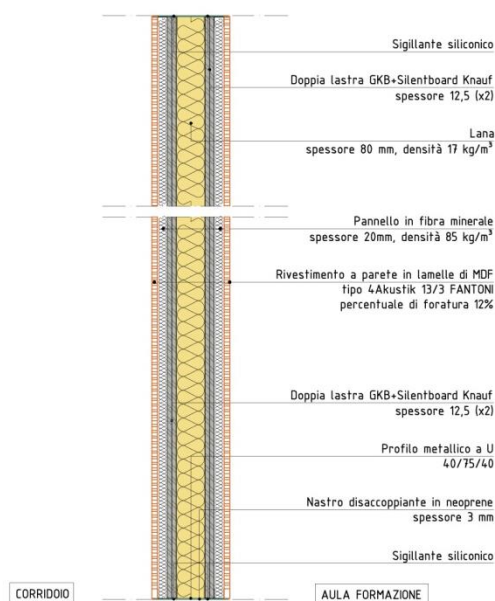 Sigillante siliconico
Doppia lastra GKB+Silentboard Knauf
spessore 12,5 (x2)
Lana
spessore 80 mm, densità 17 kg/m³
Pannello in fibra minerale
spessore 20mm, densità 85 kg/m³
Rivestimento a parete in lamelle di MDF
tipo 4Akustik 13/3 FANTONI
percentuale di foratura 12%
Doppia lastra GKB+Silentboard Knauf
spessore 12,5 (x2)
Profilo metallico a U
40/75/40
Nastro disaccoppiante in neoprene
spessore 3 mm
Sigillante siliconico
CORRIDOIO
AULA FORMAZIONE